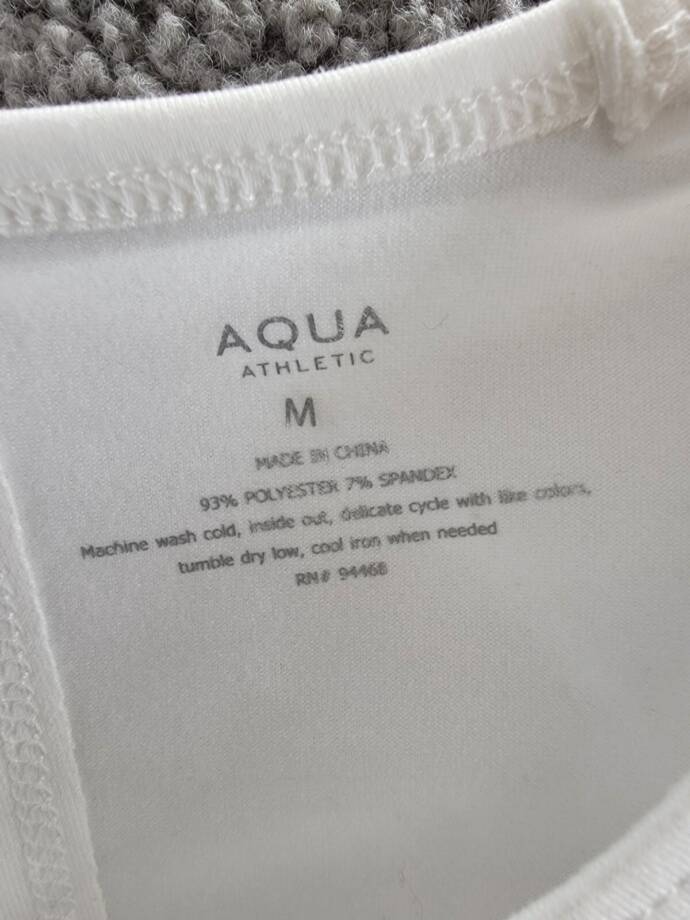 AQUA
ATHLETIC
M
MADE IN CHINA
93% POLYESTER 7% SPANDEX
Machine wash cold, inside out, delicate cycle with like colors,
tumble dry low, cool iron when needed
RN# 94468